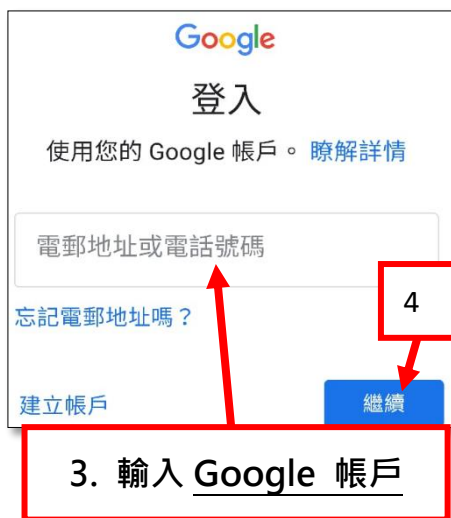 Google
登入
使用您的 Google 帳戶。 瞭解詳情
電郵地址或電話號碼
4
忘記電郵地址嗎？
建立帳戶
繼續
3. 輸入 Google 帳戶